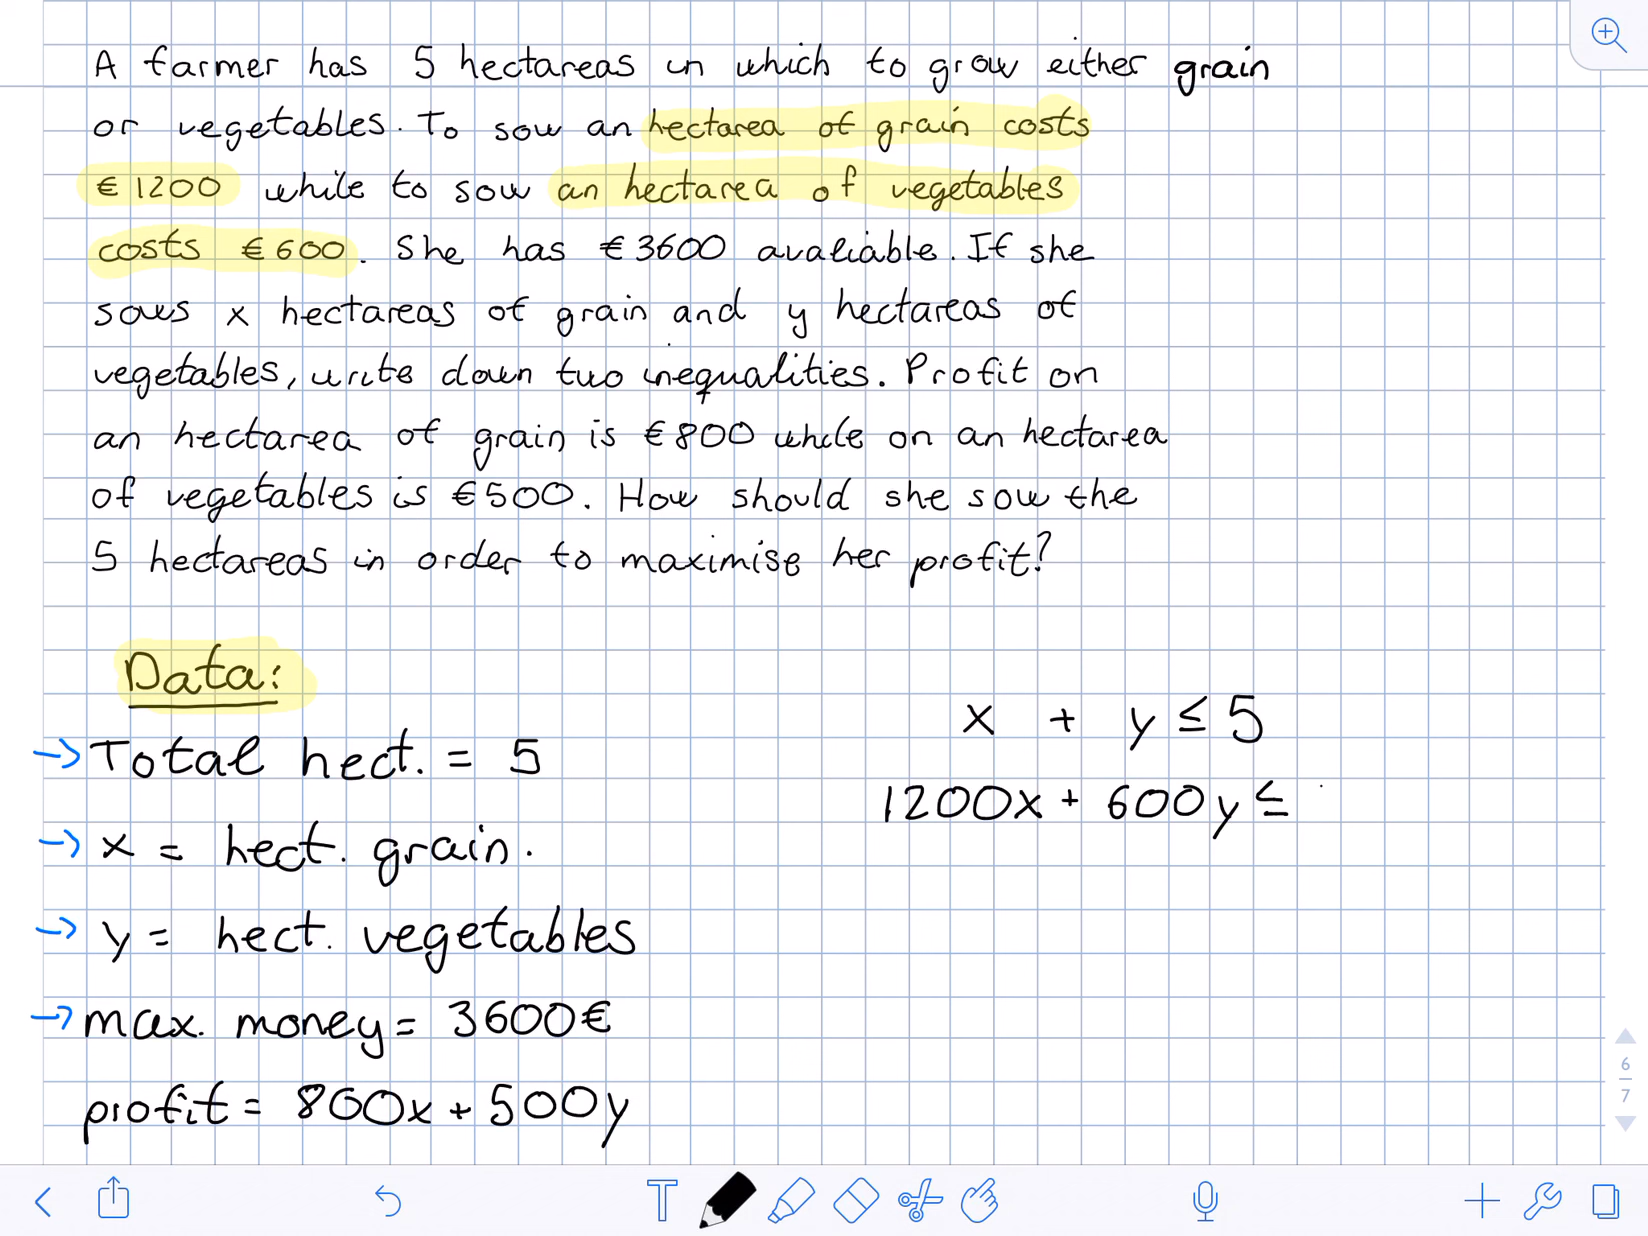 A farmer has 5 hectareas in which to grow either grain
or vegetables. To sow an hectarea of grain costs
€1200 while to sow an hectarea of vegetables
costs €600. She has €3600 avaliable. If she
sows x hectareas of grain and y hectareas of
vegetables, write down two inequalities. Profit on
an hectarea of grain is €800 while on an hectarea
of vegetables is €500. How should she sow the
5 hectareas in order to maximise her profit?
Data:
→ Total hect. = 5
→ x = hect. grain.
→ y = hect. vegetables
→ max. money = 3600€
profit = 800x + 500y
x + y ≤ 5
1200x + 600y ≤
6
7
T